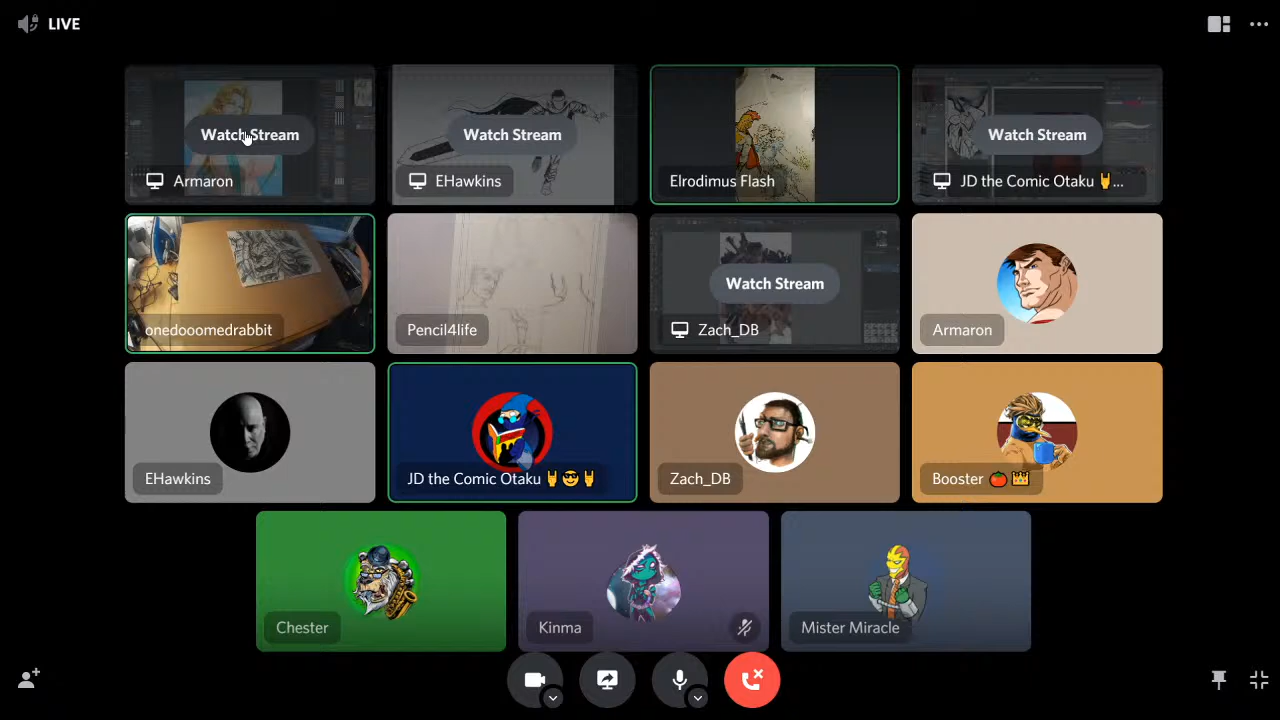 LIVE
Watch Stream
Armaron
Watch Stream
EHawkins
Elrodimus Flash
Watch Stream
JD the Comic Otaku 🤘...
onedooomedrabbit
Pencil4life
Watch Stream
Zach_DB
Armaron
EHawkins
JD the Comic Otaku 🤘😎🤘
Zach_DB
Booster 🍅 👑
Chester
Kinma
Mister Miracle